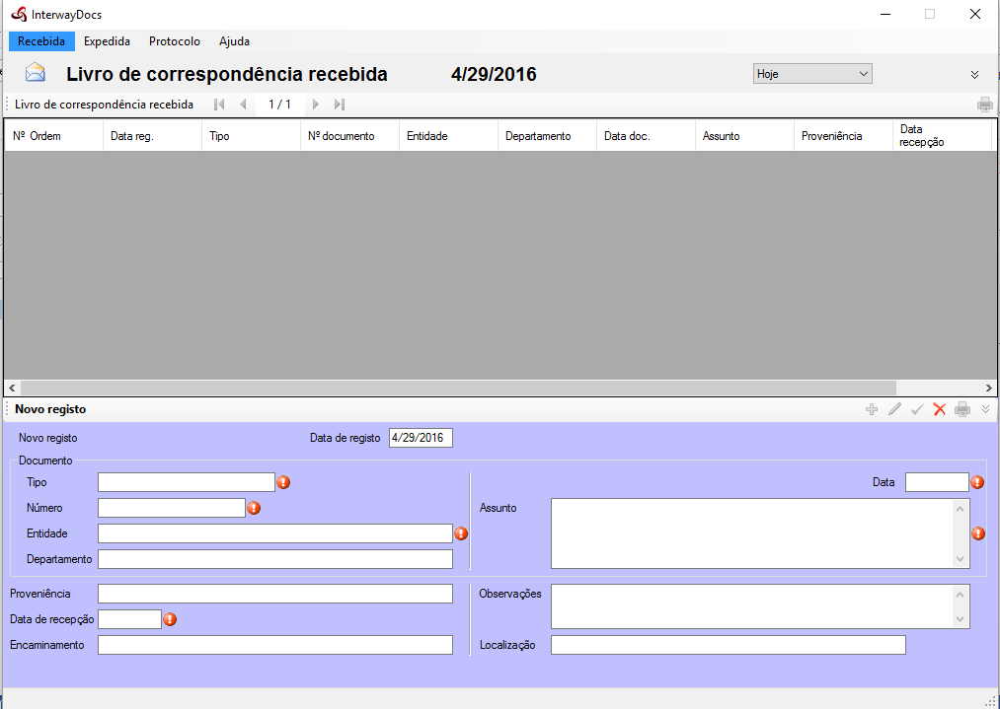 InterwayDocs
Recebida Expedida Protocolo Ajuda
Livro de correspondência recebida 4/29/2016 Hoje
Livro de correspondência recebida 1 / 1
Nº Ordem Data reg. Tipo Nº documento Entidade Departamento Data doc. Assunto Proveniência Data
recepção
Novo registo
Novo registo Data de registo 4/29/2016
Documento
Tipo Data
Número Assunto
Entidade
Departamento
Proveniência Observações
Data de recepção
Encaminamento Localização